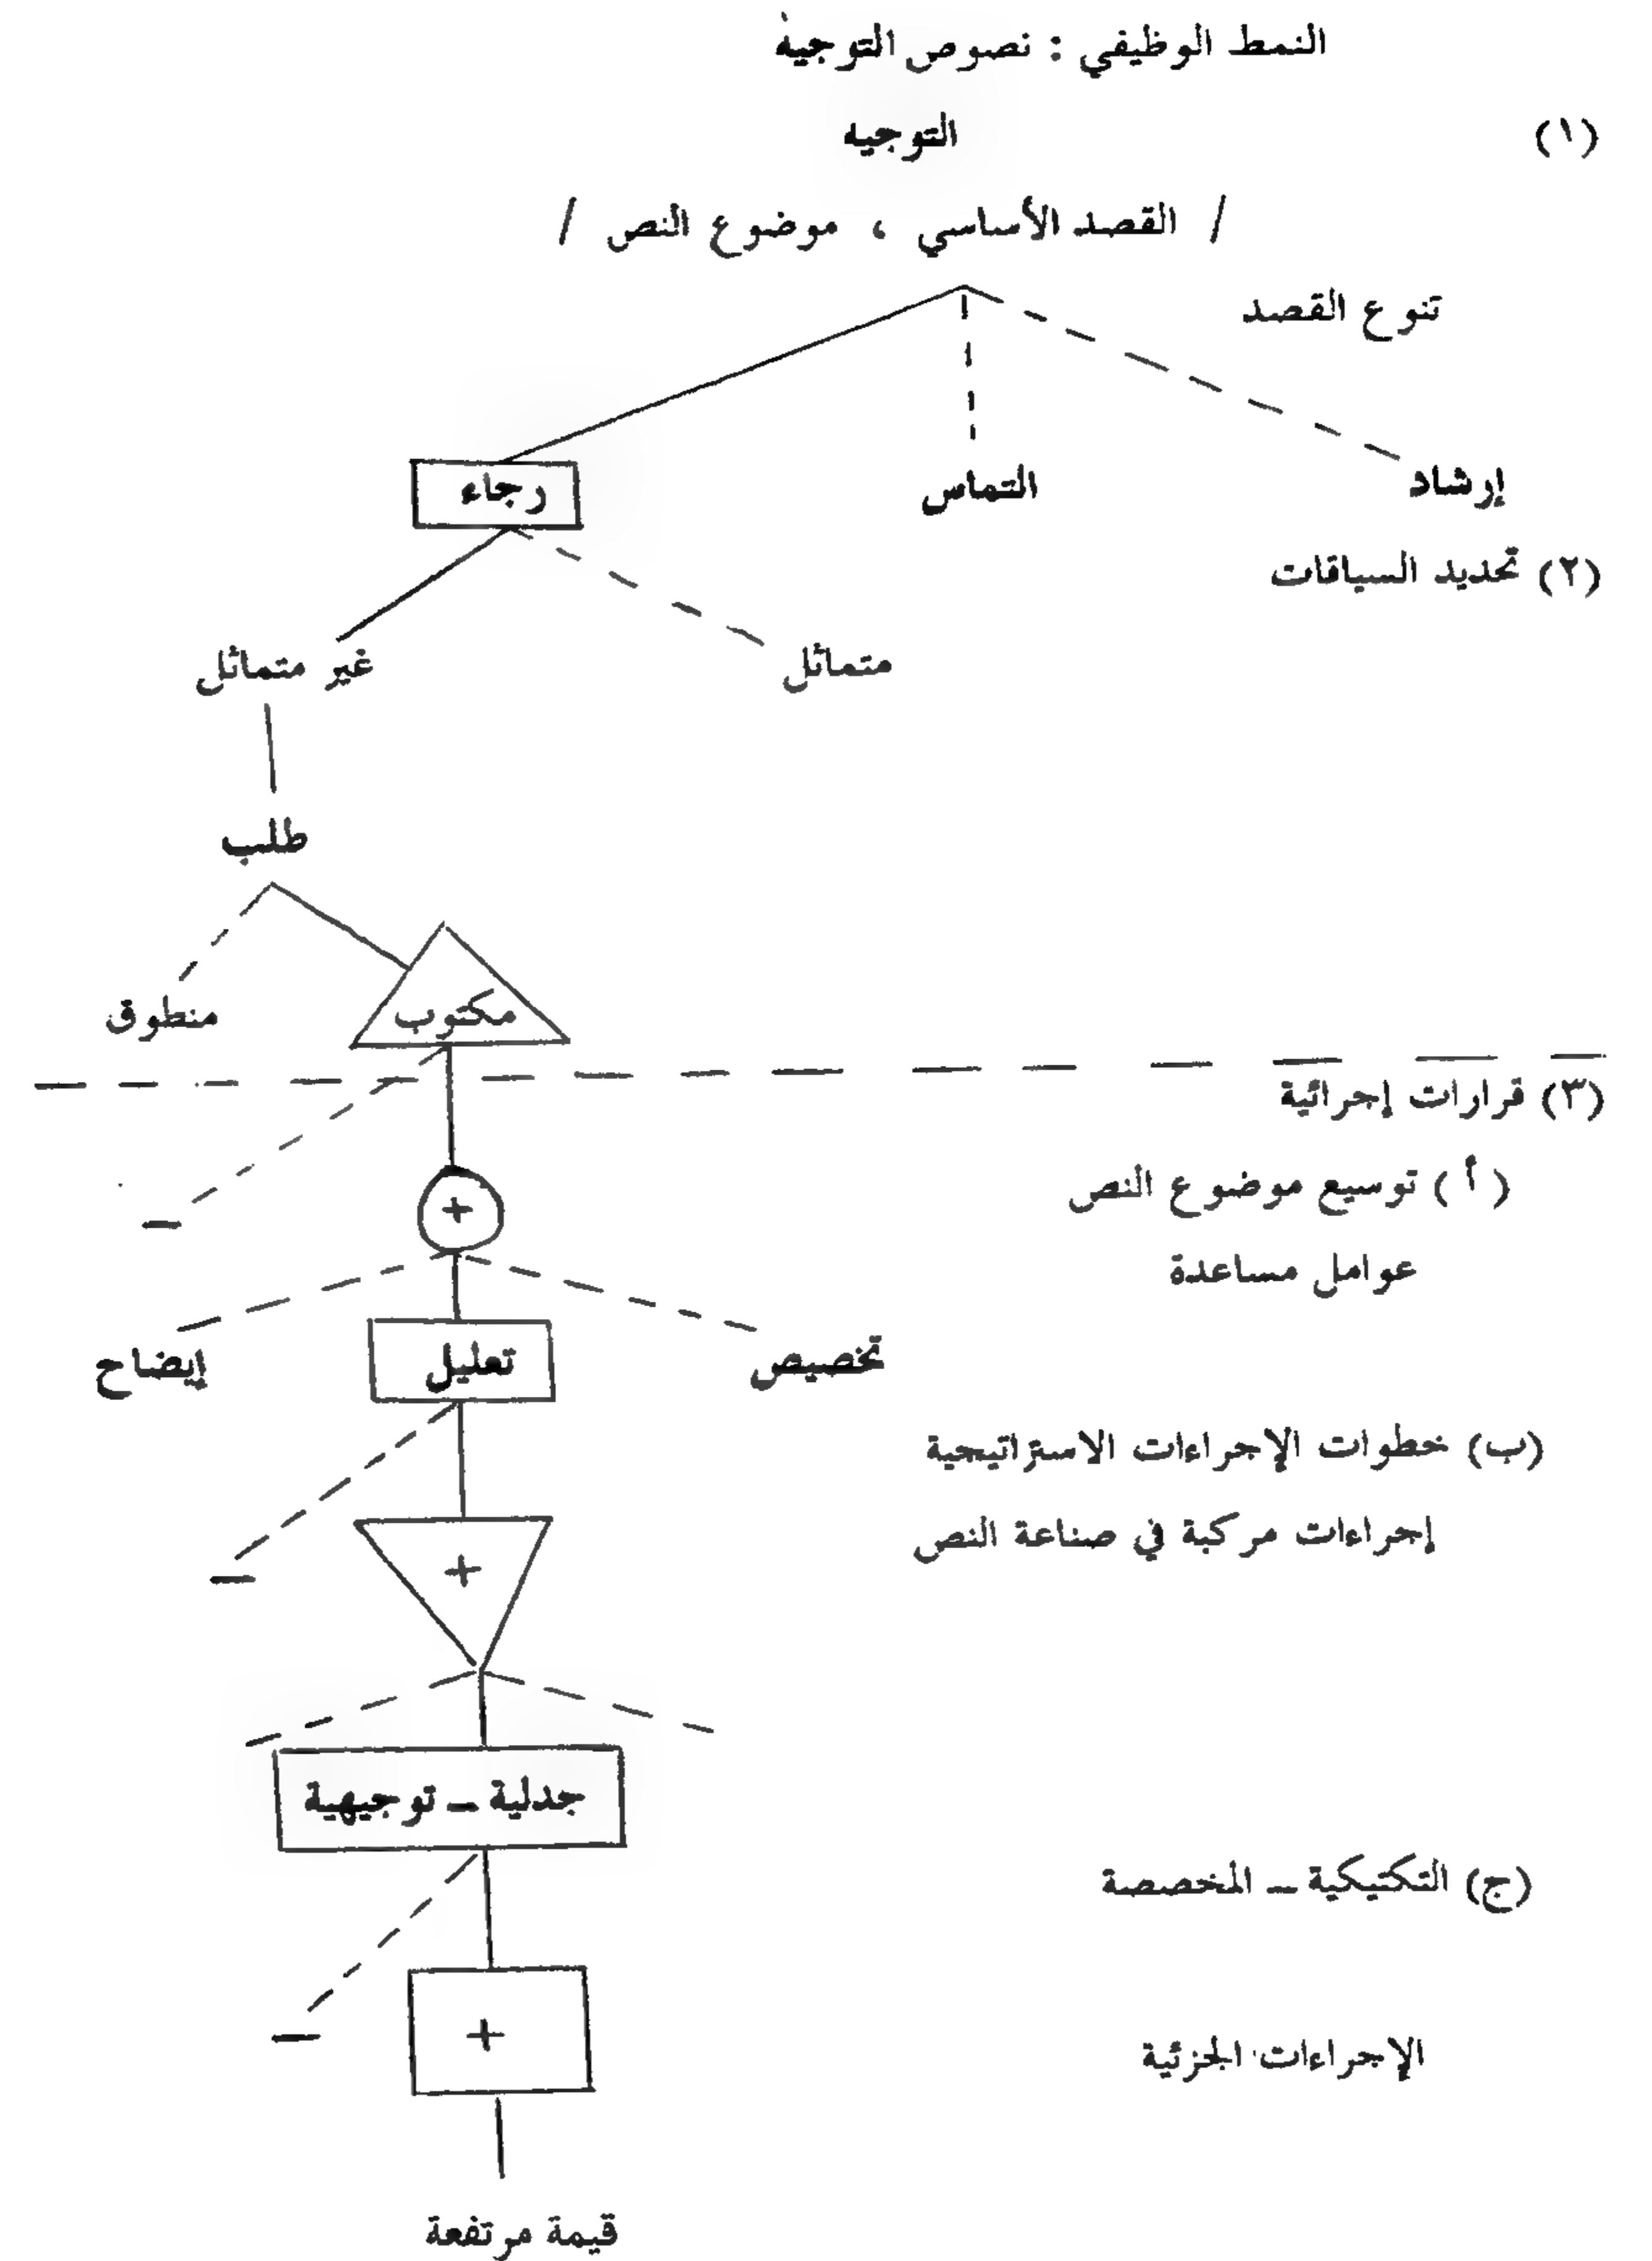 النمط الوظيفي : نصوص التوجيه
(١) التوجيه
/ القصد الأساسي ، موضوع النص /
تنوع القصد
إرشاد التماس رجاء
(٢) تحديد السياقات
متماثل غير متماثل
طلب
مكتوب منطوق
(٣) قرارات إجرائية
(أ) توسيع موضوع النص
+ –
عوامل مساعدة
تخصيص تعليل إيضاح
(ب) خطوات الإجراءات الاستراتيجية
إجراءات مركبة في صناعة النص
+ –
جدلية – توجيهية
(ج) التكتيكية – المخصصة
الإجراءات الجزئية + –
قيمة مرتفعة